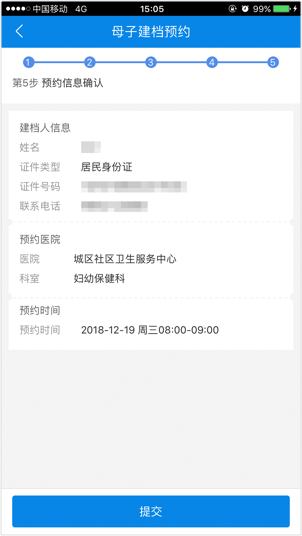 中国移动 4G 15:05 99%
母子建档预约
1 2 3 4 5
第5步 预约信息确认
建档人信息
姓名
证件类型 居民身份证
证件号码
联系电话
预约医院
医院 城区社区卫生服务中心
科室 妇幼保健科
预约时间
预约时间 2018-12-19 周三08:00-09:00
提交